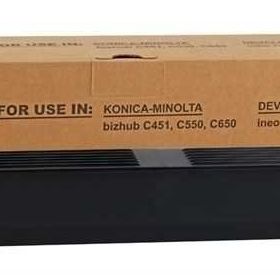 FOR USE IN:
KONICA-MINOLTA
bizhub C451, C550, C650
DEV
ineo